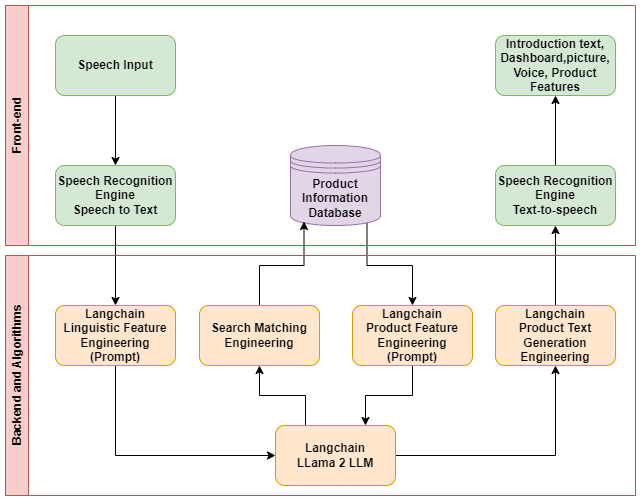 Front-end
Speech Input
Speech Recognition
Engine
Speech to Text
Product
Information
Database
Introduction text,
Dashboard,picture,
Voice, Product
Features
Speech Recognition
Engine
Text-to-speech
Backend and Algorithms
Langchain
Linguistic Feature
Engineering
(Prompt)
Search Matching
Engineering
Langchain
Product Feature
Engineering
(Prompt)
Langchain
Product Text
Generation
Engineering
Langchain
LLama 2 LLM